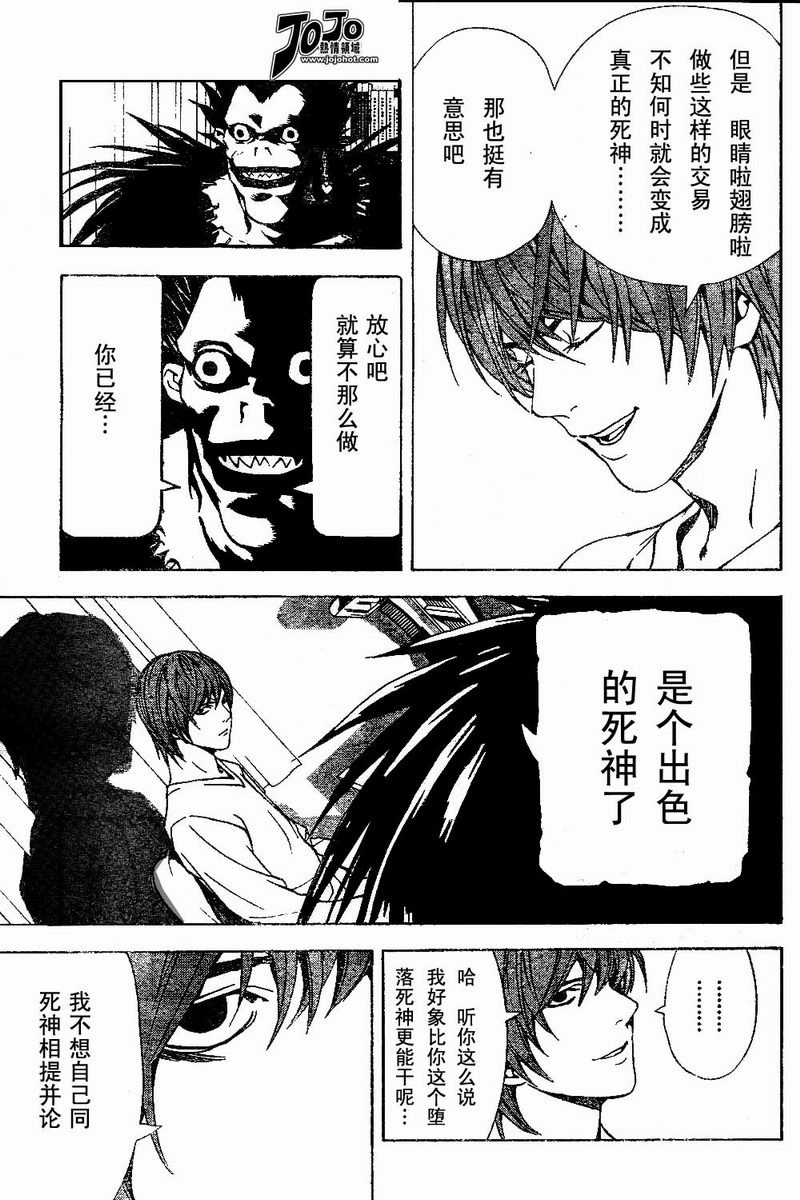 JOJO
熱情領域
www.jojohot.com
但是 眼睛啦翅膀啦
做些这样的交易
不知何时就会变成
真正的死神………
那也挺有
意思吧
放心吧
就算不那么做
你已经…
是个出色
的死神了
………
………
哈 听你这么说
我好象比你这个堕
落死神更能干呢…
我不想自己同
死神相提并论